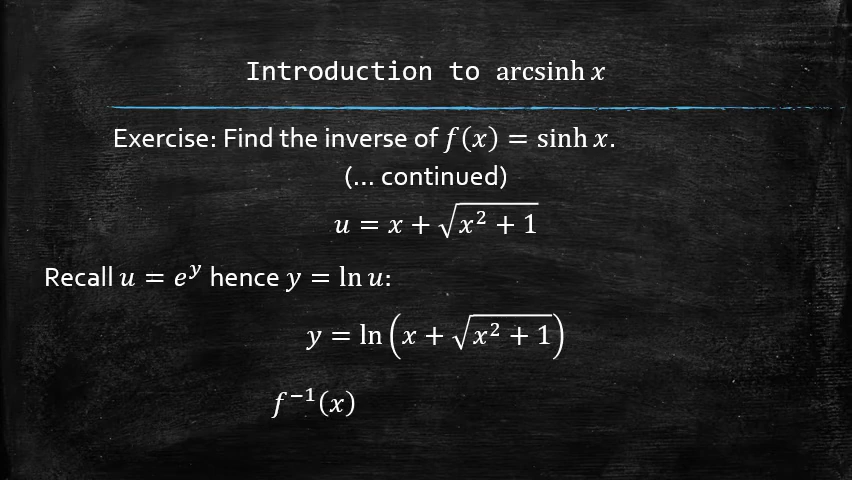 Introduction to arcsinh x
Exercise: Find the inverse of f(x) = sinh x.
(... continued)
u = x + √(x² + 1)
Recall u = e^y hence y = ln u:
y = ln(x + √(x² + 1))
f⁻¹(x)